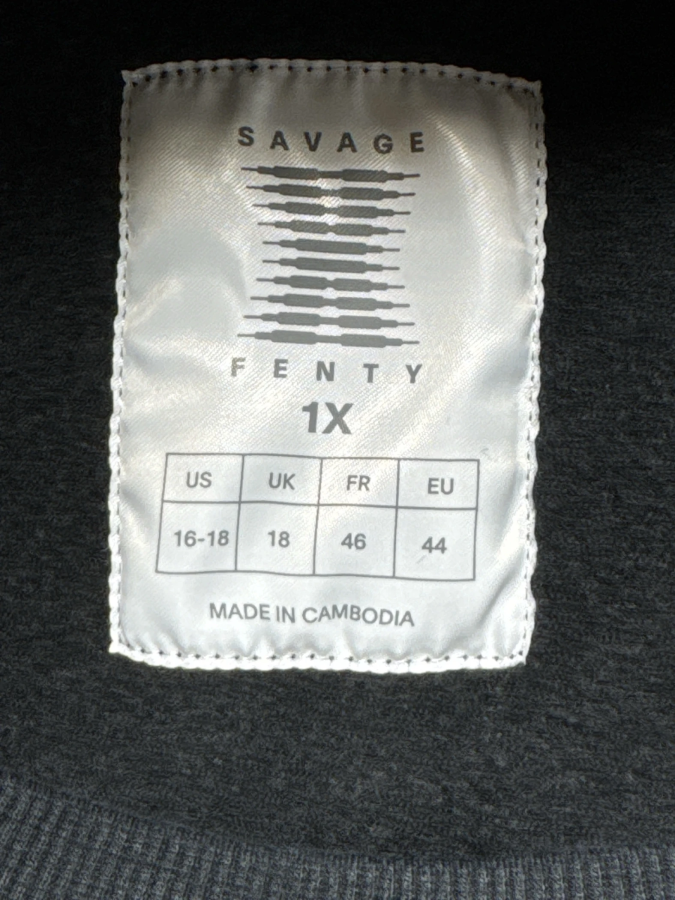 SAVAGE
FENTY
1X
US UK FR EU
16-18 18 46 44
MADE IN CAMBODIA